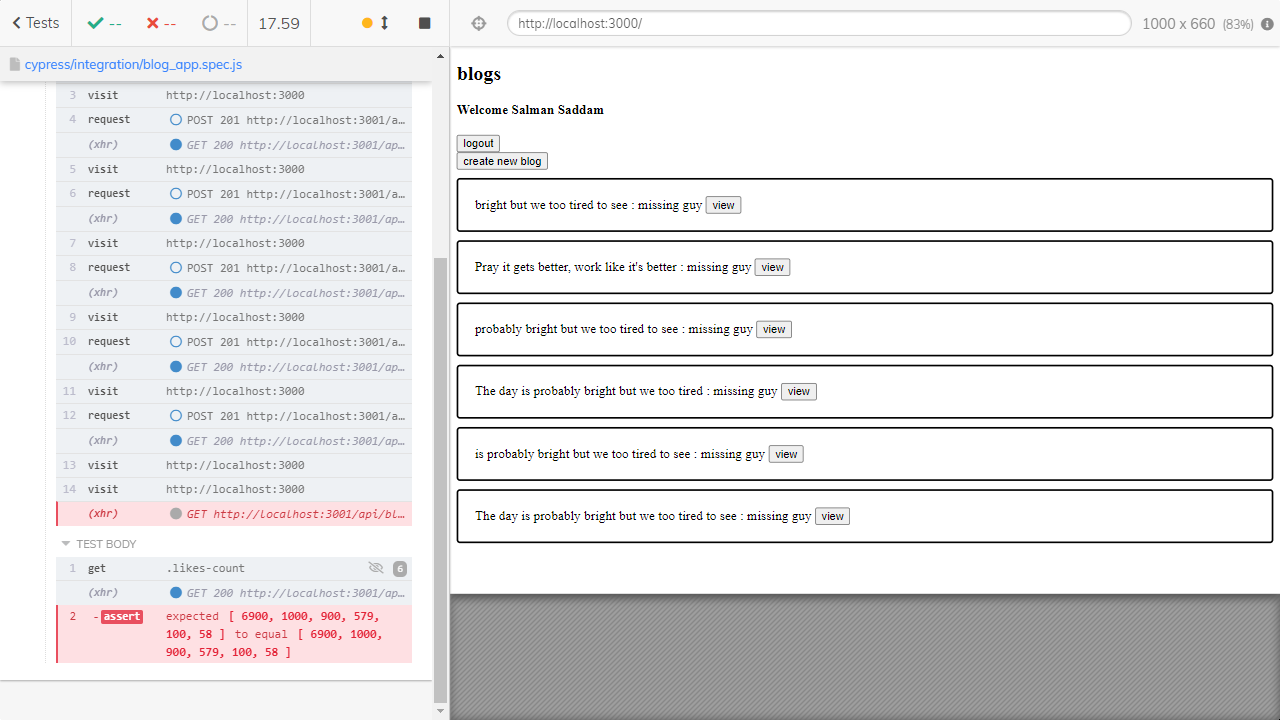 Tests
--
--
--
17.59
http://localhost:3000/
1000 x 660 (83%)
cypress/integration/blog_app.spec.js
3 visit http://localhost:3000
4 request POST 201 http://localhost:3001/a…
(xhr) GET 200 http://localhost:3001/ap…
5 visit http://localhost:3000
6 request POST 201 http://localhost:3001/a…
(xhr) GET 200 http://localhost:3001/ap…
7 visit http://localhost:3000
8 request POST 201 http://localhost:3001/a…
(xhr) GET 200 http://localhost:3001/ap…
9 visit http://localhost:3000
10 request POST 201 http://localhost:3001/a…
(xhr) GET 200 http://localhost:3001/ap…
11 visit http://localhost:3000
12 request POST 201 http://localhost:3001/a…
(xhr) GET 200 http://localhost:3001/ap…
13 visit http://localhost:3000
14 visit http://localhost:3000
(xhr) GET http://localhost:3001/api/bl…
TEST BODY
1 get .likes-count 6
(xhr) GET 200 http://localhost:3001/ap…
2 -assert expected [ 6900, 1000, 900, 579,
100, 58 ] to equal [ 6900, 1000,
900, 579, 100, 58 ]
blogs
Welcome Salman Saddam
logout
create new blog
bright but we too tired to see : missing guy view
Pray it gets better, work like it's better : missing guy view
probably bright but we too tired to see : missing guy view
The day is probably bright but we too tired : missing guy view
is probably bright but we too tired to see : missing guy view
The day is probably bright but we too tired to see : missing guy view